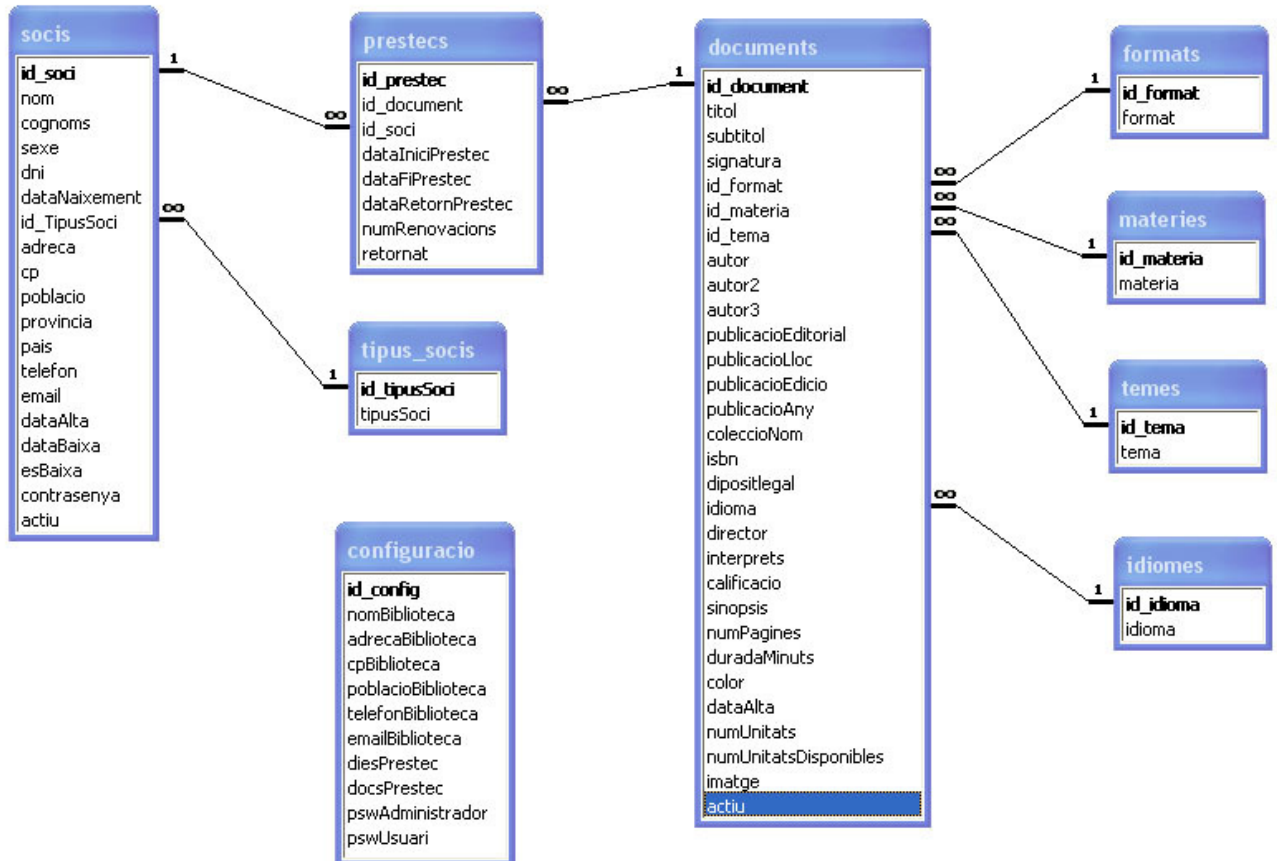 socis
id_soci
nom
cognoms
sexe
dni
dataNaixement
id_TipusSoci
adreca
cp
poblacio
provincia
pais
telefon
email
dataAlta
dataBaixa
esBaixa
contrasenya
actiu
1
∞
∞
1
prestecs
id_prestec
id_document
id_soci
dataIniciPrestec
dataFiPrestec
dataRetornPrestec
numRenovacions
retornat
tipus_socis
id_tipusSoci
tipusSoci
configuracio
id_config
nomBiblioteca
adrecaBiblioteca
cpBiblioteca
poblacioBiblioteca
telefonBiblioteca
emailBiblioteca
diesPrestec
docsPrestec
pswAdministrador
pswUsuari
∞
1
documents
id_document
titol
subtitol
signatura
id_format
id_materia
id_tema
autor
autor2
autor3
publicacioEditorial
publicacioLloc
publicacioEdicio
publicacioAny
coleccioNom
isbn
dipositlegal
idioma
director
interprets
calificacio
sinopsis
numPagines
duradaMinuts
color
dataAlta
numUnitats
numUnitatsDisponibles
imatge
actiu
∞
∞
∞
∞
1
formats
id_format
format
1
materies
id_materia
materia
1
temes
id_tema
tema
1
idiomes
id_idioma
idioma